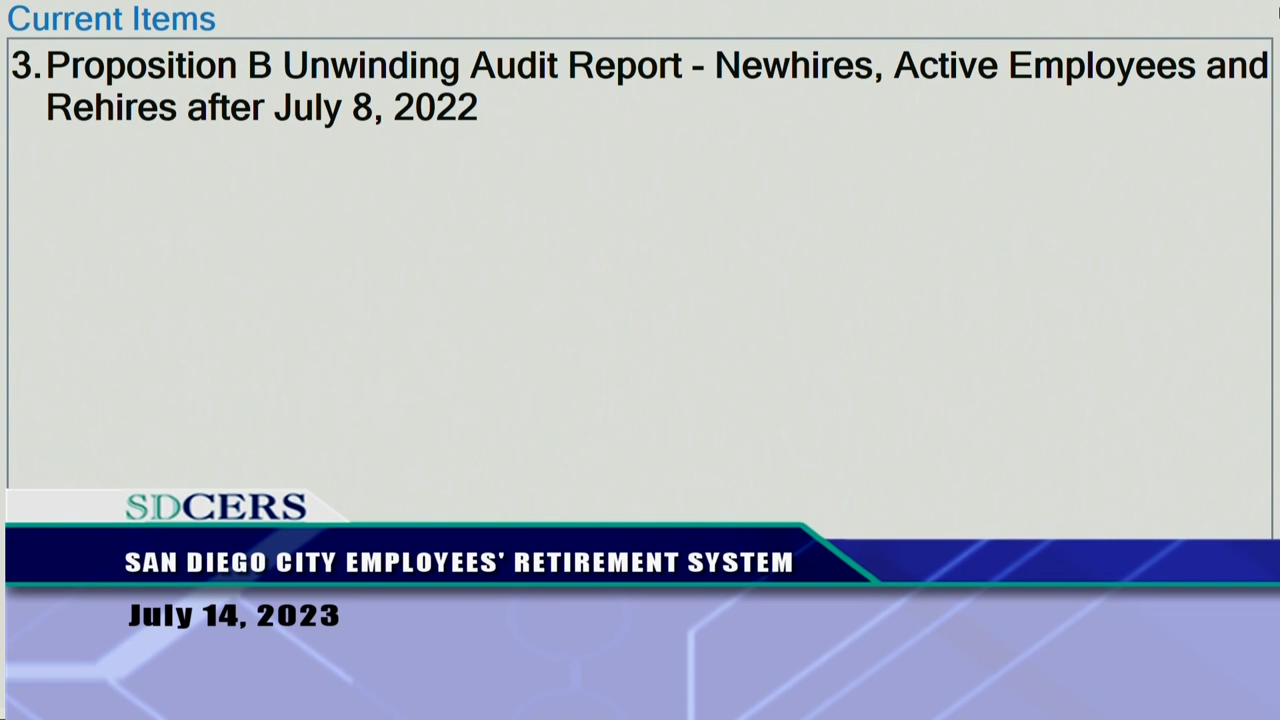 Current Items
3. Proposition B Unwinding Audit Report - Newhires, Active Employees and
Rehires after July 8, 2022
SDCERS
SAN DIEGO CITY EMPLOYEES' RETIREMENT SYSTEM
July 14, 2023